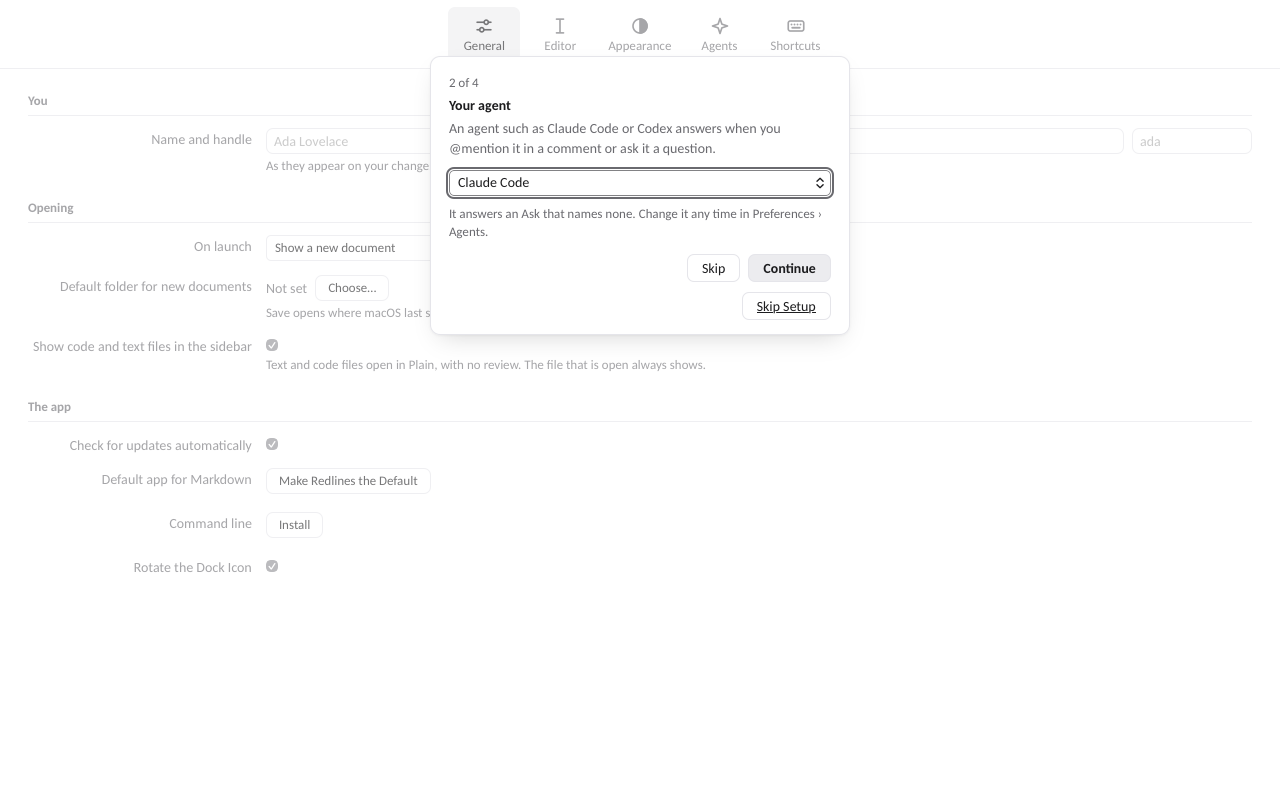 General
Editor
Appearance
Agents
Shortcuts
2 of 4
Your agent
An agent such as Claude Code or Codex answers when you
@mention it in a comment or ask it a question.
Claude Code
It answers an Ask that names none. Change it any time in Preferences ›
Agents.
Skip
Continue
Skip Setup
You
Name and handle
Ada Lovelace
ada
As they appear on your change
Opening
On launch
Show a new document
Default folder for new documents
Not set
Choose...
Save opens where macOS last s
Show code and text files in the sidebar
Text and code files open in Plain, with no review. The file that is open always shows.
The app
Check for updates automatically
Default app for Markdown
Make Redlines the Default
Command line
Install
Rotate the Dock Icon